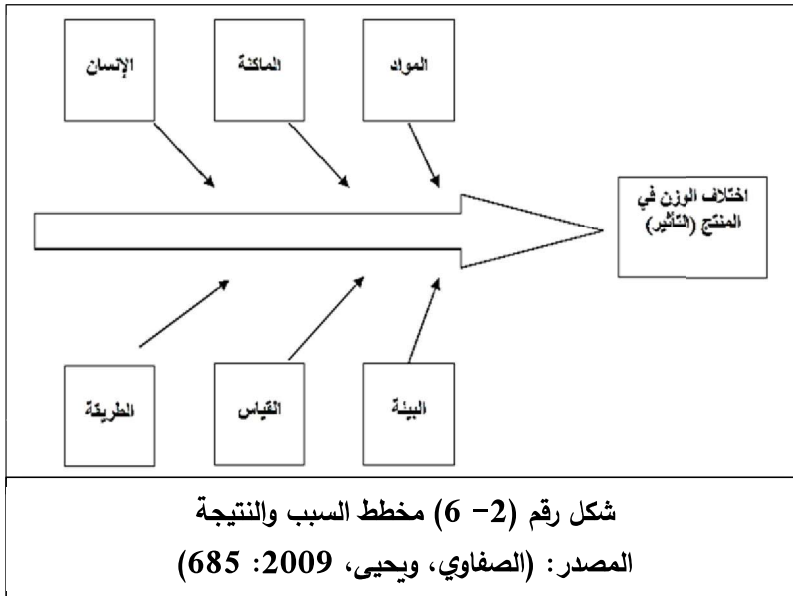 المواد
الماكنة
الإنسان
اختلاف الوزن في
المنتج (التأثير)
البيئة
القياس
الطريقة
شكل رقم (2- 6) مخطط السبب والنتيجة
المصدر: (الصفاوي، ويحيى، 2009: 685)